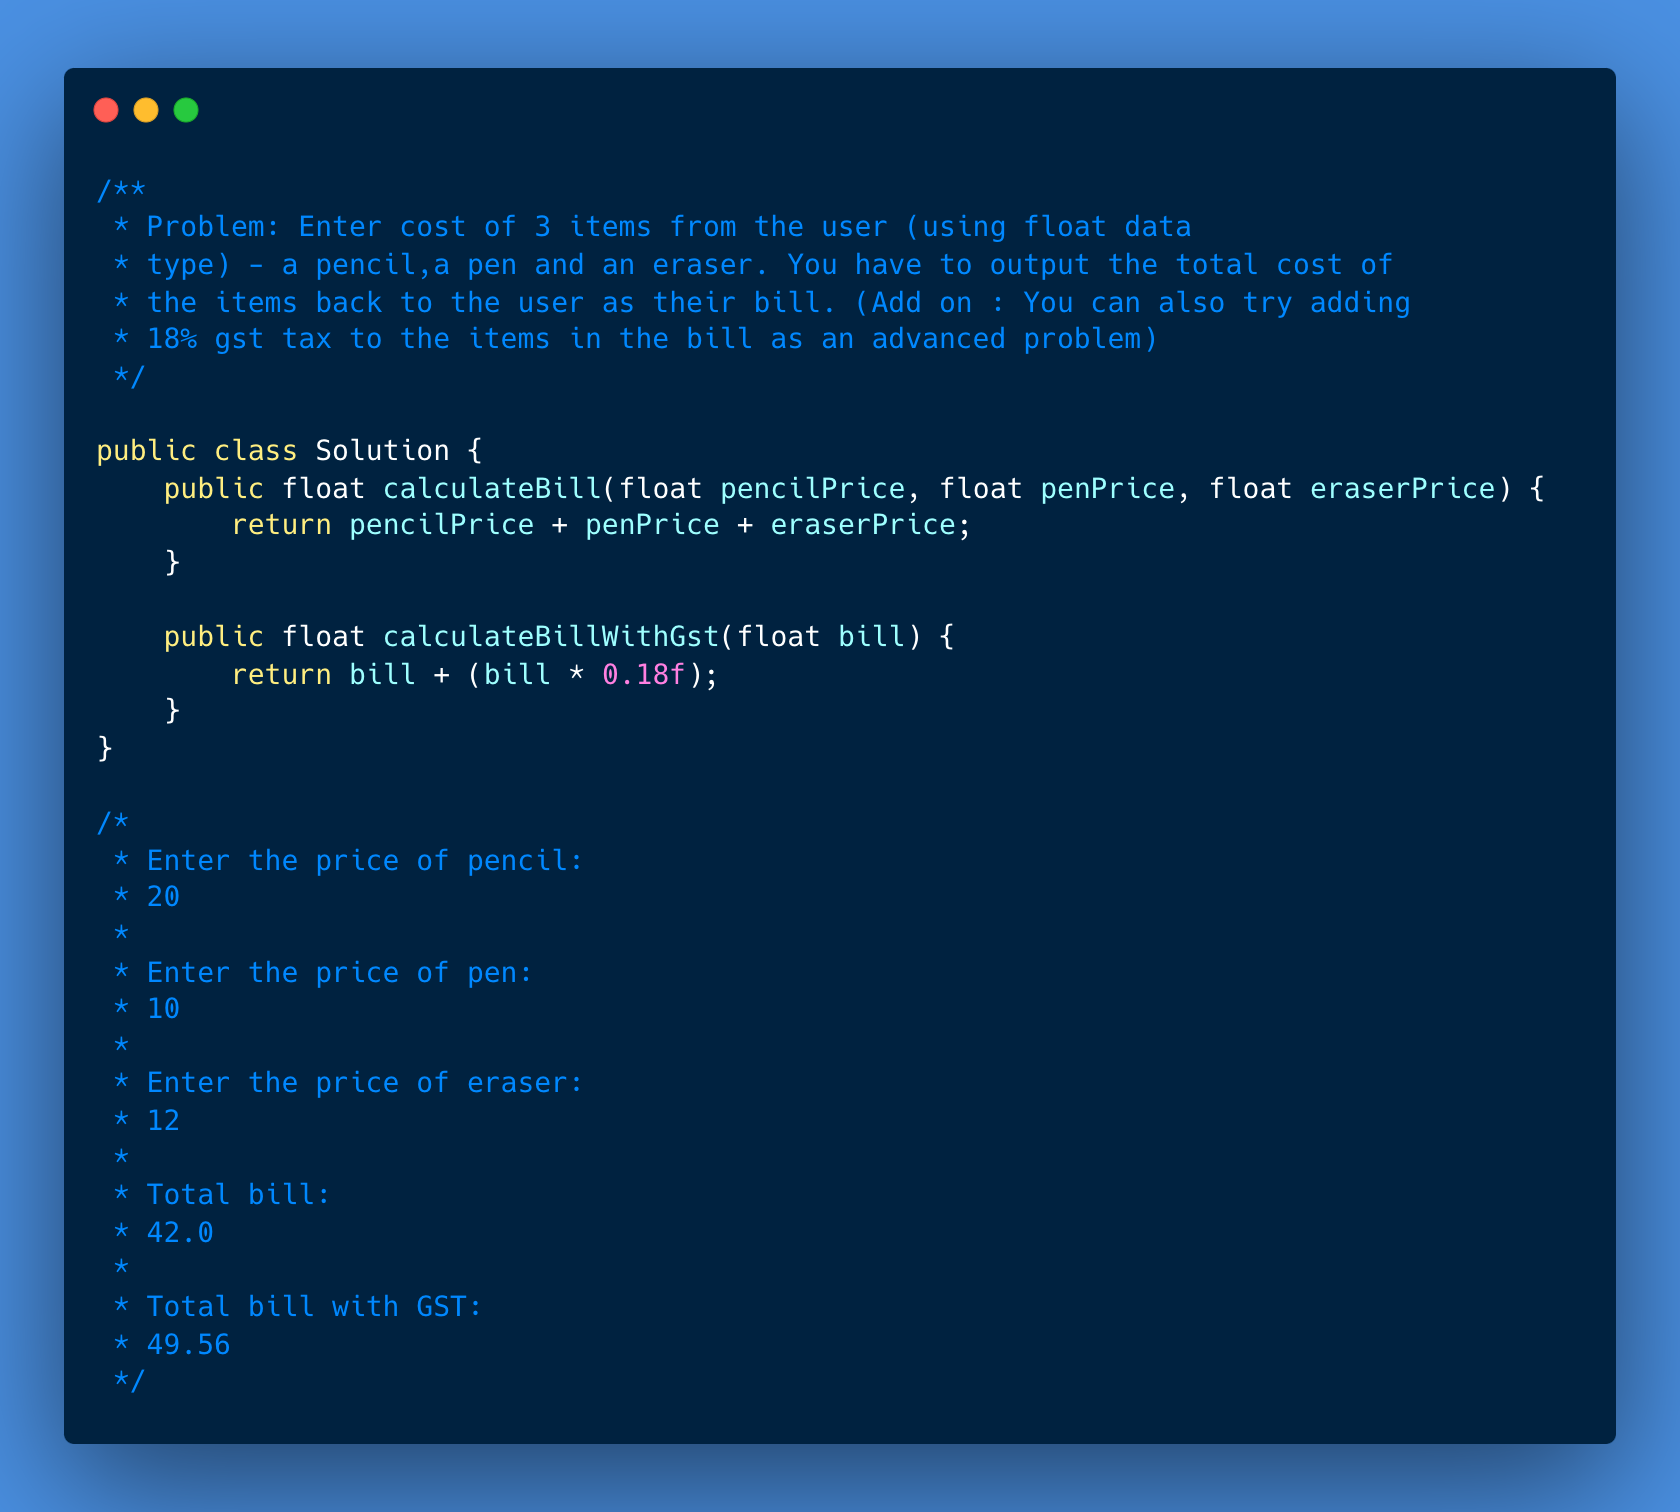 /**
 * Problem: Enter cost of 3 items from the user (using float data
 * type) - a pencil,a pen and an eraser. You have to output the total cost of
 * the items back to the user as their bill. (Add on : You can also try adding
 * 18% gst tax to the items in the bill as an advanced problem)
 */
public class Solution {
    public float calculateBill(float pencilPrice, float penPrice, float eraserPrice) {
        return pencilPrice + penPrice + eraserPrice;
    }
    public float calculateBillWithGst(float bill) {
        return bill + (bill * 0.18f);
    }
}
/*
 * Enter the price of pencil:
 * 20
 *
 * Enter the price of pen:
 * 10
 *
 * Enter the price of eraser:
 * 12
 *
 * Total bill:
 * 42.0
 *
 * Total bill with GST:
 * 49.56
 */